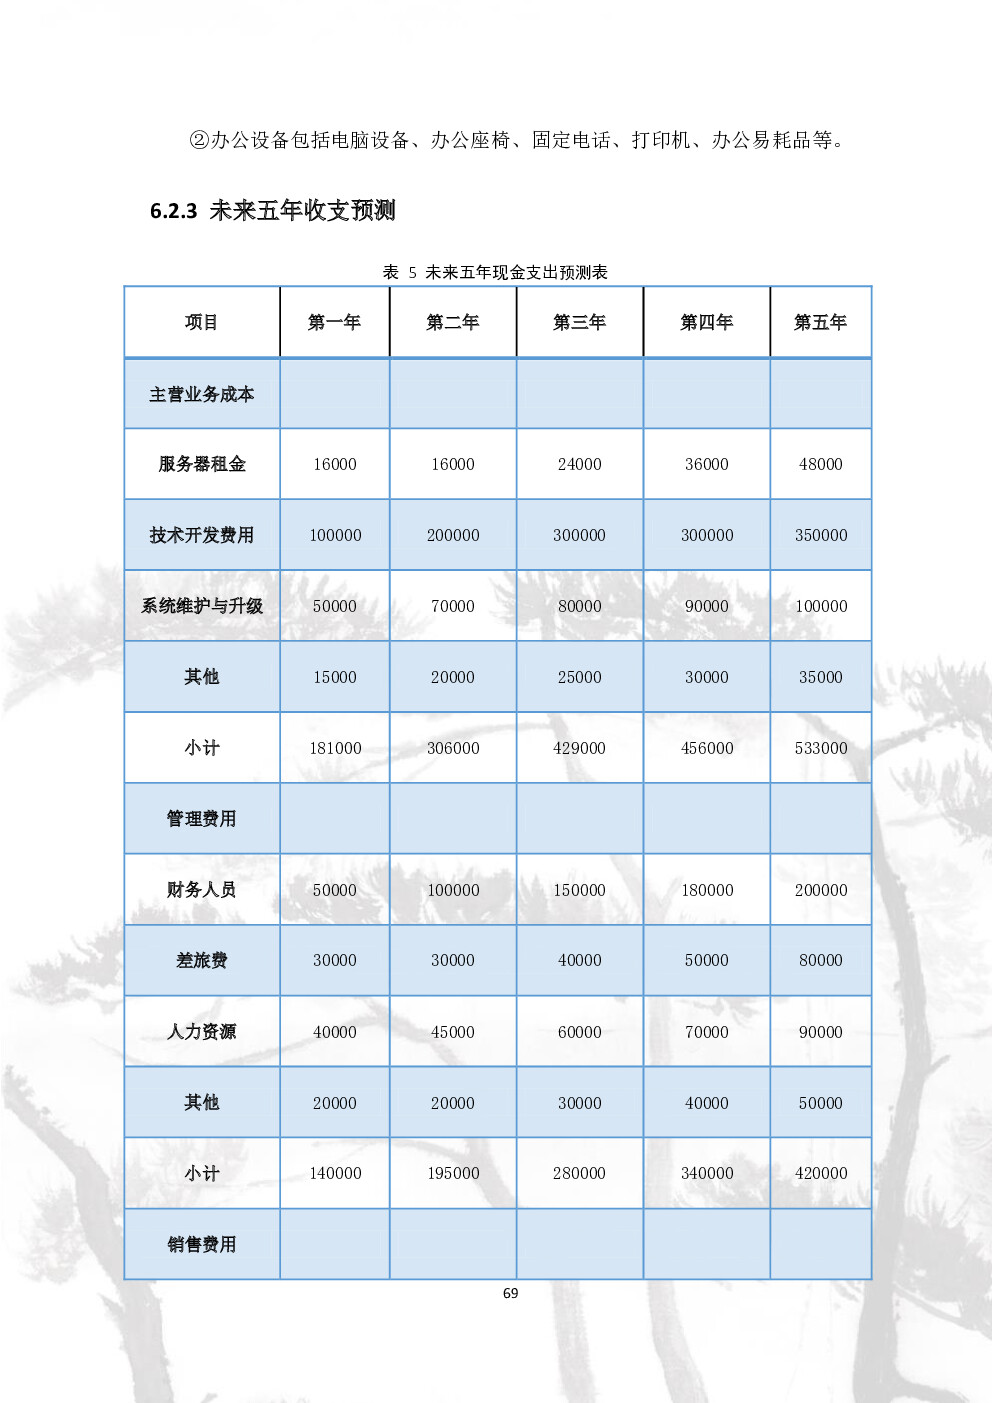 ②办公设备包括电脑设备、办公座椅、固定电话、打印机、办公易耗品等。
6.2.3 未来五年收支预测
表 5 未来五年现金支出预测表
项目 第一年 第二年 第三年 第四年 第五年
主营业务成本
服务器租金 16000 16000 24000 36000 48000
技术开发费用 100000 200000 300000 300000 350000
系统维护与升级 50000 70000 80000 90000 100000
其他 15000 20000 25000 30000 35000
小计 181000 306000 429000 456000 533000
管理费用
财务人员 50000 100000 150000 180000 200000
差旅费 30000 30000 40000 50000 80000
人力资源 40000 45000 60000 70000 90000
其他 20000 20000 30000 40000 50000
小计 140000 195000 280000 340000 420000
销售费用
69